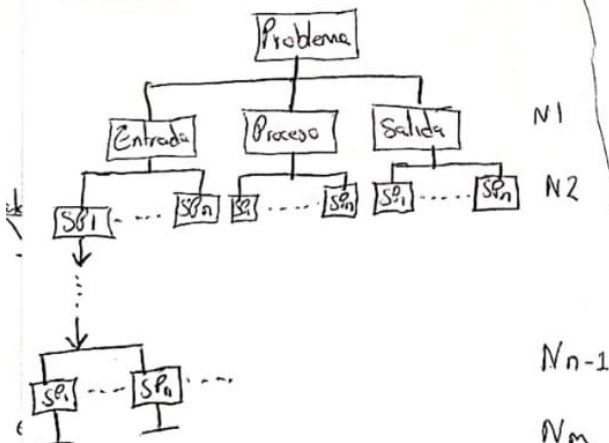 Problema
Entrada Proceso Salida N1
SP1 ..... SPn SP1 ..... SPn SP1 ..... SPn N2
SP1 ..... SPn ..... Nn-1
Nn